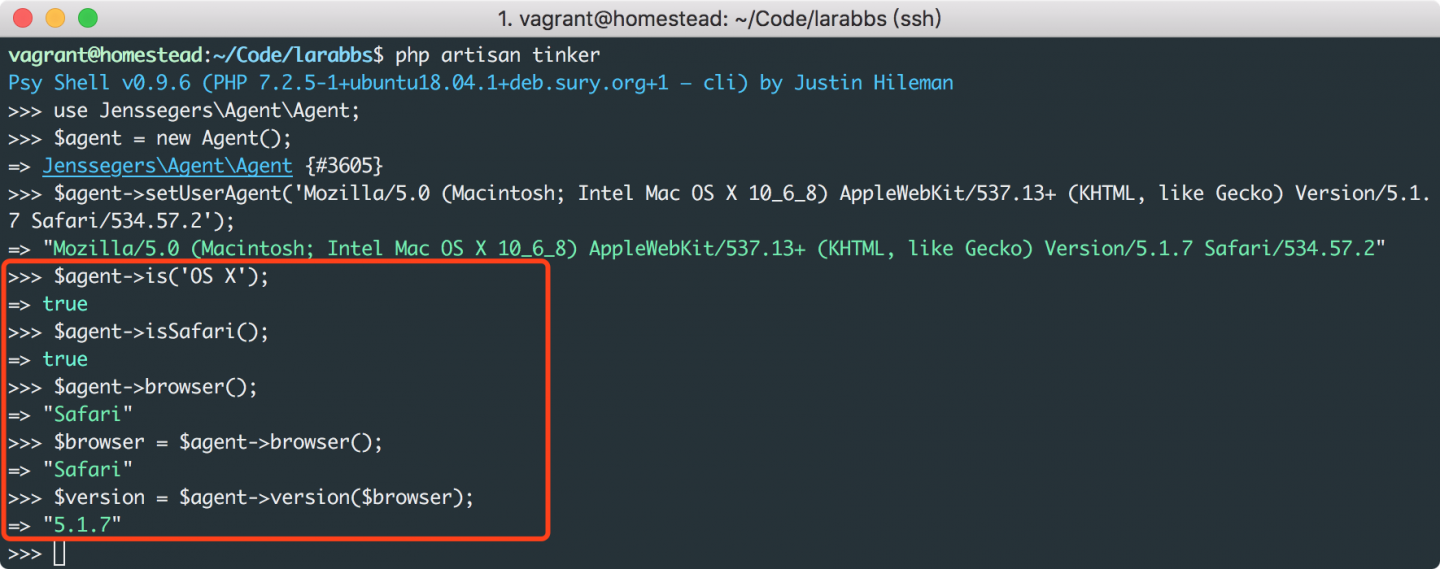 1. vagrant@homestead: ~/Code/larabbs (ssh)
vagrant@homestead:~/Code/larabbs$ php artisan tinker
Psy Shell v0.9.6 (PHP 7.2.5-1+ubuntu18.04.1+deb.sury.org+1 — cli) by Justin Hileman
>>> use Jenssegers\Agent\Agent;
>>> $agent = new Agent();
=> Jenssegers\Agent\Agent {#3605}
>>> $agent->setUserAgent('Mozilla/5.0 (Macintosh; Intel Mac OS X 10_6_8) AppleWebKit/537.13+ (KHTML, like Gecko) Version/5.1.
7 Safari/534.57.2');
=> "Mozilla/5.0 (Macintosh; Intel Mac OS X 10_6_8) AppleWebKit/537.13+ (KHTML, like Gecko) Version/5.1.7 Safari/534.57.2"
>>> $agent->is('OS X');
=> true
>>> $agent->isSafari();
=> true
>>> $agent->browser();
=> "Safari"
>>> $browser = $agent->browser();
=> "Safari"
>>> $version = $agent->version($browser);
=> "5.1.7"
>>>